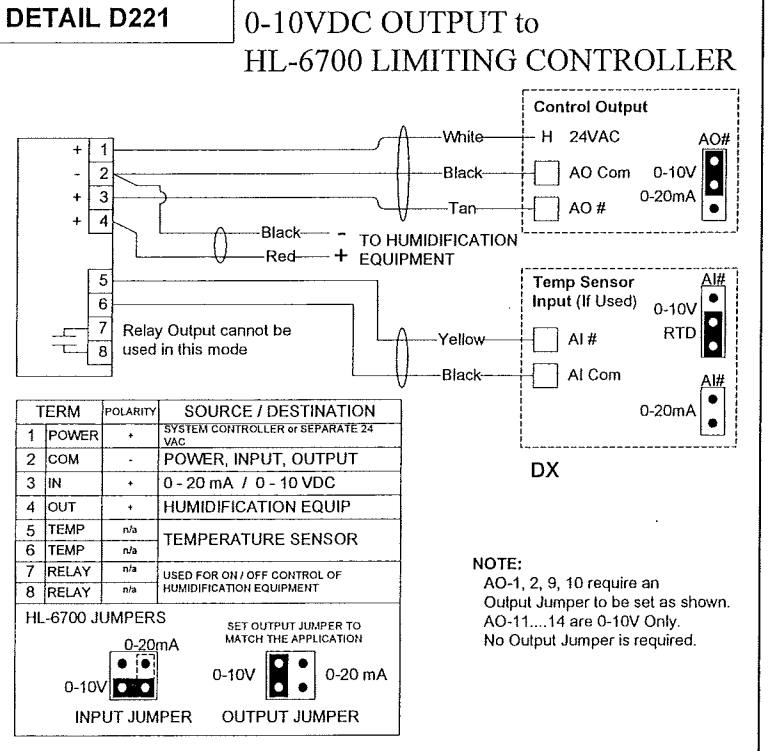 DETAIL D221
0-10VDC OUTPUT to
HL-6700 LIMITING CONTROLLER
Control Output
White
H 24VAC
AO#
Black
AO Com
0-10V
0-20mA
Tan
AO #
+ 1
- 2
+ 3
+ 4
Black - TO HUMIDIFICATION
Red + EQUIPMENT
5
6
7
8
Relay Output cannot be
used in this mode
Temp Sensor
Input (If Used)
AI#
0-10V
RTD
Yellow
AI #
Black
AI Com
AI#
0-20mA
DX
TERM POLARITY SOURCE / DESTINATION
1 POWER + SYSTEM CONTROLLER or SEPARATE 24
VAC
2 COM - POWER, INPUT, OUTPUT
3 IN + 0 - 20 mA / 0 - 10 VDC
4 OUT + HUMIDIFICATION EQUIP
5 TEMP n/a TEMPERATURE SENSOR
6 TEMP n/a
7 RELAY n/a USED FOR ON / OFF CONTROL OF
8 RELAY n/a HUMIDIFICATION EQUIPMENT
HL-6700 JUMPERS
0-20mA
0-10V
INPUT JUMPER
SET OUTPUT JUMPER TO
MATCH THE APPLICATION
0-10V 0-20 mA
OUTPUT JUMPER
NOTE:
AO-1, 2, 9, 10 require an
Output Jumper to be set as shown.
AO-11....14 are 0-10V Only.
No Output Jumper is required.